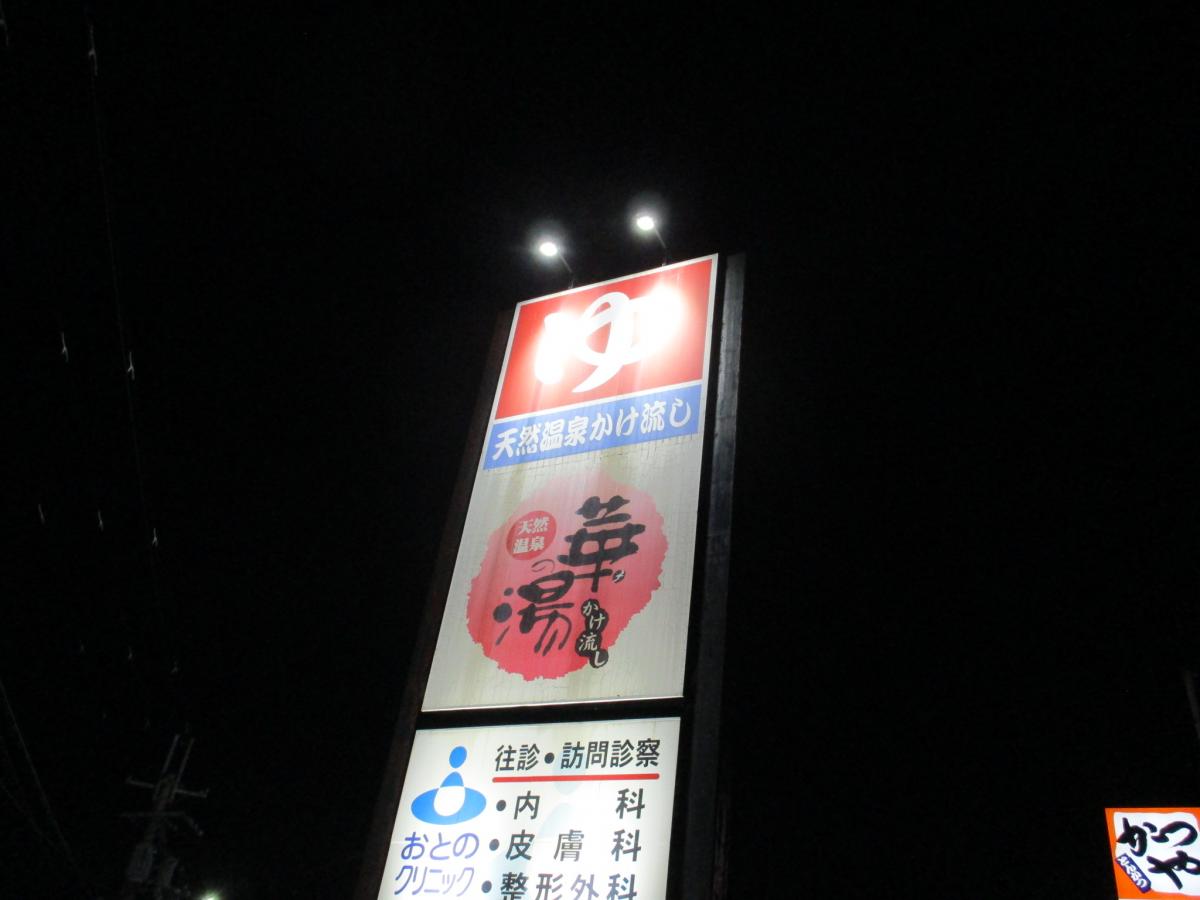 ゆ
天然温泉かけ流し
天然
温泉
華の湯
かけ流し
往診・訪問診察
・内科
・皮膚科
・整形外科
おとの
クリニック
かつや